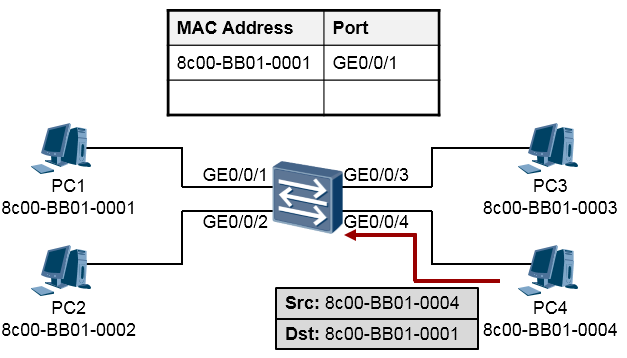 MAC Address Port
8c00-BB01-0001 GE0/0/1
GE0/0/1 GE0/0/3
PC1 PC3
8c00-BB01-0001 8c00-BB01-0003
GE0/0/2 GE0/0/4
Src: 8c00-BB01-0004
Dst: 8c00-BB01-0001
PC2 PC4
8c00-BB01-0002 8c00-BB01-0004